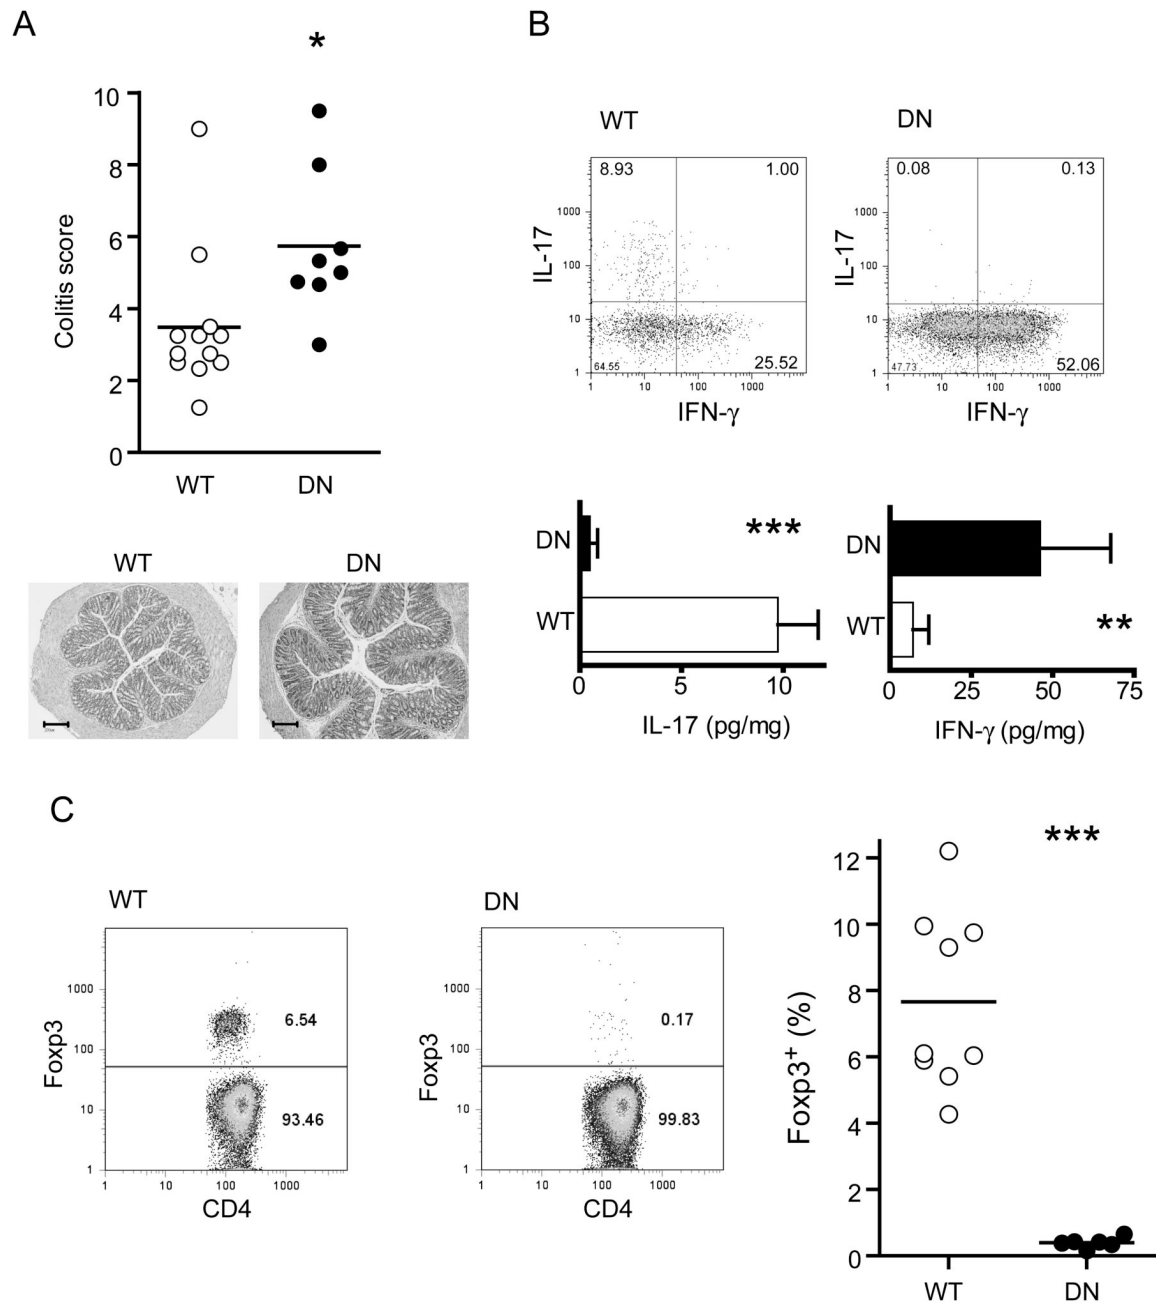 A
*
10
8
6
4
2
0
Colitis score
WT
DN
WT
DN
B
WT
DN
8.93
1.00
64.55
25.52
1000
100
10
1
IL-17
1
10
100
1000
IFN-γ
0.08
0.13
47.73
52.06
1000
100
10
1
IL-17
1
10
100
1000
IFN-γ
DN
***
WT
0
5
10
IL-17 (pg/mg)
DN
WT
**
0
25
50
75
IFN-γ (pg/mg)
C
WT
1000
100
10
1
Foxp3
6.54
93.46
1
10
100
1000
CD4
DN
1000
100
10
1
Foxp3
0.17
99.83
1
10
100
1000
CD4
***
12
10
8
6
4
2
0
Foxp3+ (%)
WT
DN